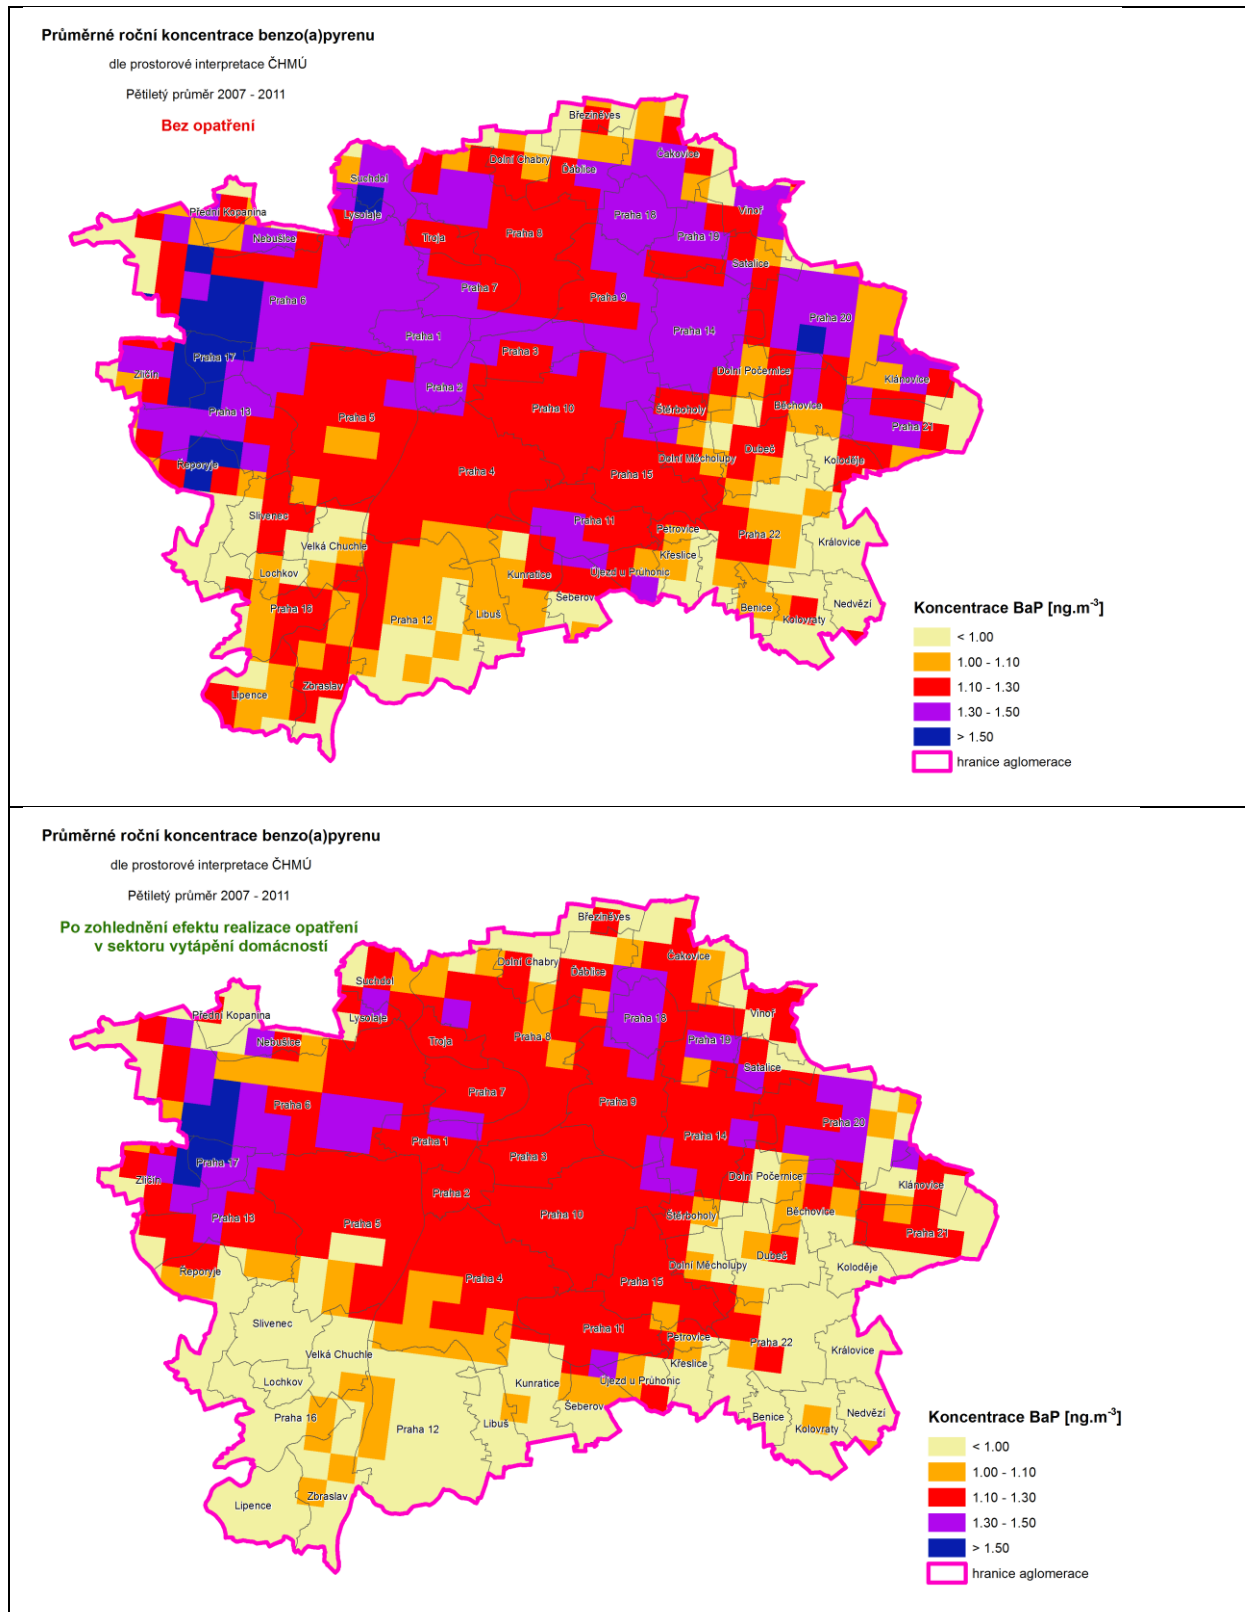 Průměrné roční koncentrace benzo(a)pyrenu
dle prostorové interpretace ČHMÚ
Pětiletý průměr 2007 - 2011
Bez opatření
Březiněves
Čakovice
Dolní Chabry
Ďáblice
Suchdol
Lysolaje
Přední Kopanina
Nebušice
Troja
Praha 8
Praha 18
Praha 19
Vinoř
Satalice
Praha 6
Praha 7
Praha 9
Praha 20
Praha 1
Praha 14
Praha 17
Zličín
Praha 3
Dolní Počernice
Klánovice
Praha 2
Praha 13
Praha 5
Praha 10
Štěrboholy
Běchovice
Praha 21
Řeporyje
Praha 4
Praha 15
Dolní Měcholupy
Dubeč
Koloděje
Slivenec
Velká Chuchle
Praha 11
Petrovice
Praha 22
Královice
Křeslice
Lochkov
Kunratice
Újezd u Průhonic
Šeberov
Praha 16
Praha 12
Libuš
Benice
Kolovraty
Nedvězí
Lipence
Zbraslav
Koncentrace BaP [ng.m-3]
< 1.00
1.00 - 1.10
1.10 - 1.30
1.30 - 1.50
> 1.50
hranice aglomerace
Průměrné roční koncentrace benzo(a)pyrenu
dle prostorové interpretace ČHMÚ
Pětiletý průměr 2007 - 2011
Po zohlednění efektu realizace opatření
v sektoru vytápění domácností
Březiněves
Čakovice
Dolní Chabry
Ďáblice
Suchdol
Lysolaje
Přední Kopanina
Nebušice
Troja
Praha 8
Praha 18
Praha 19
Vinoř
Satalice
Praha 6
Praha 7
Praha 9
Praha 20
Praha 1
Praha 14
Praha 17
Zličín
Praha 3
Dolní Počernice
Klánovice
Praha 2
Praha 13
Praha 5
Praha 10
Štěrboholy
Běchovice
Praha 21
Řeporyje
Praha 4
Praha 15
Dolní Měcholupy
Dubeč
Koloděje
Slivenec
Velká Chuchle
Praha 11
Petrovice
Praha 22
Královice
Křeslice
Lochkov
Kunratice
Újezd u Průhonic
Šeberov
Praha 16
Praha 12
Libuš
Benice
Kolovraty
Nedvězí
Lipence
Zbraslav
Koncentrace BaP [ng.m-3]
< 1.00
1.00 - 1.10
1.10 - 1.30
1.30 - 1.50
> 1.50
hranice aglomerace